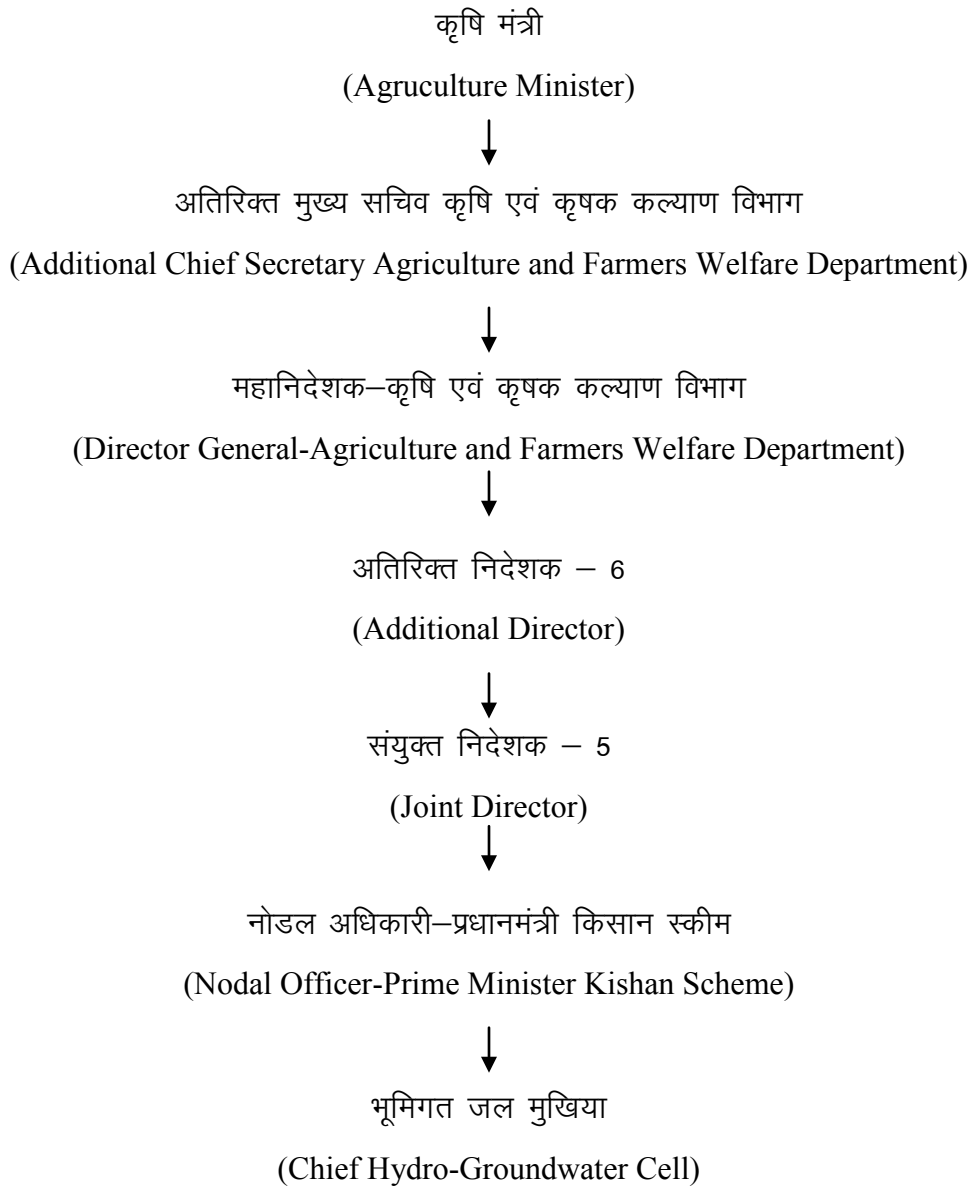 कृषि मंत्री
(Agruculture Minister)
अतिरिक्त मुख्य सचिव कृषि एवं कृषक कल्याण विभाग
(Additional Chief Secretary Agriculture and Farmers Welfare Department)
महानिदेशक–कृषि एवं कृषक कल्याण विभाग
(Director General-Agriculture and Farmers Welfare Department)
अतिरिक्त निदेशक – 6
(Additional Director)
संयुक्त निदेशक – 5
(Joint Director)
नोडल अधिकारी–प्रधानमंत्री किसान स्कीम
(Nodal Officer-Prime Minister Kishan Scheme)
भूमिगत जल मुखिया
(Chief Hydro-Groundwater Cell)